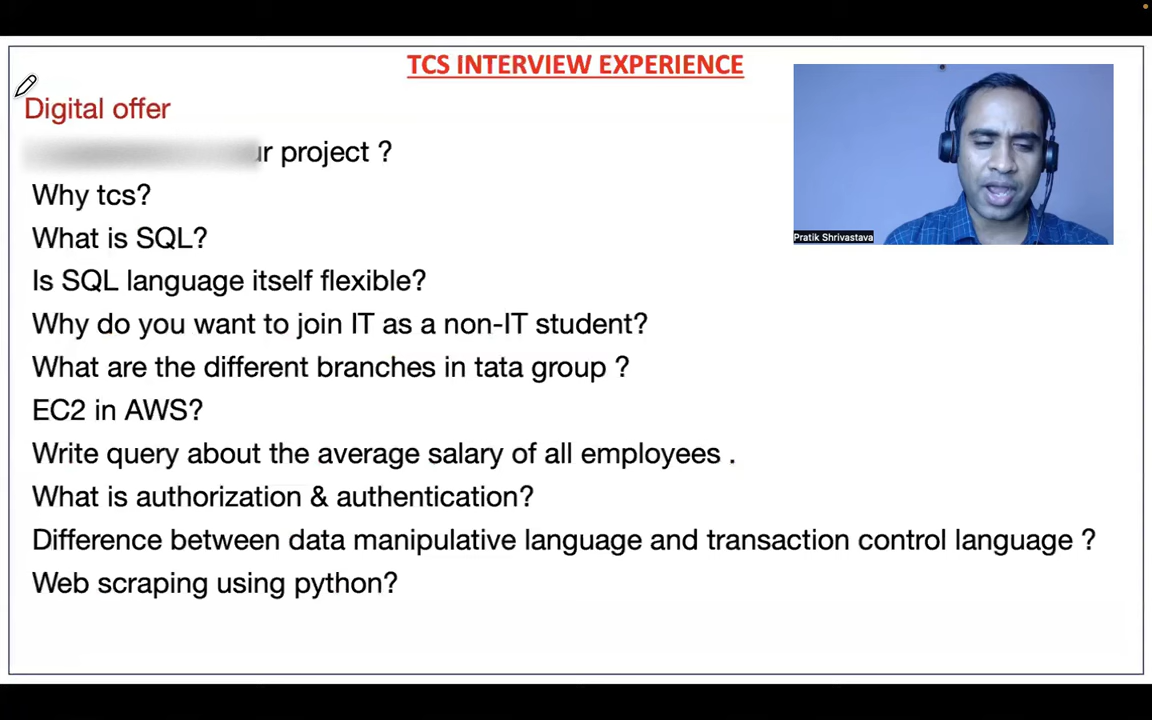 TCS INTERVIEW EXPERIENCE
Digital offer
project ?
Why tcs?
What is SQL?
Is SQL language itself flexible?
Why do you want to join IT as a non-IT student?
What are the different branches in tata group ?
EC2 in AWS?
Write query about the average salary of all employees .
What is authorization & authentication?
Difference between data manipulative language and transaction control language ?
Web scraping using python?
Pratik Shrivastava